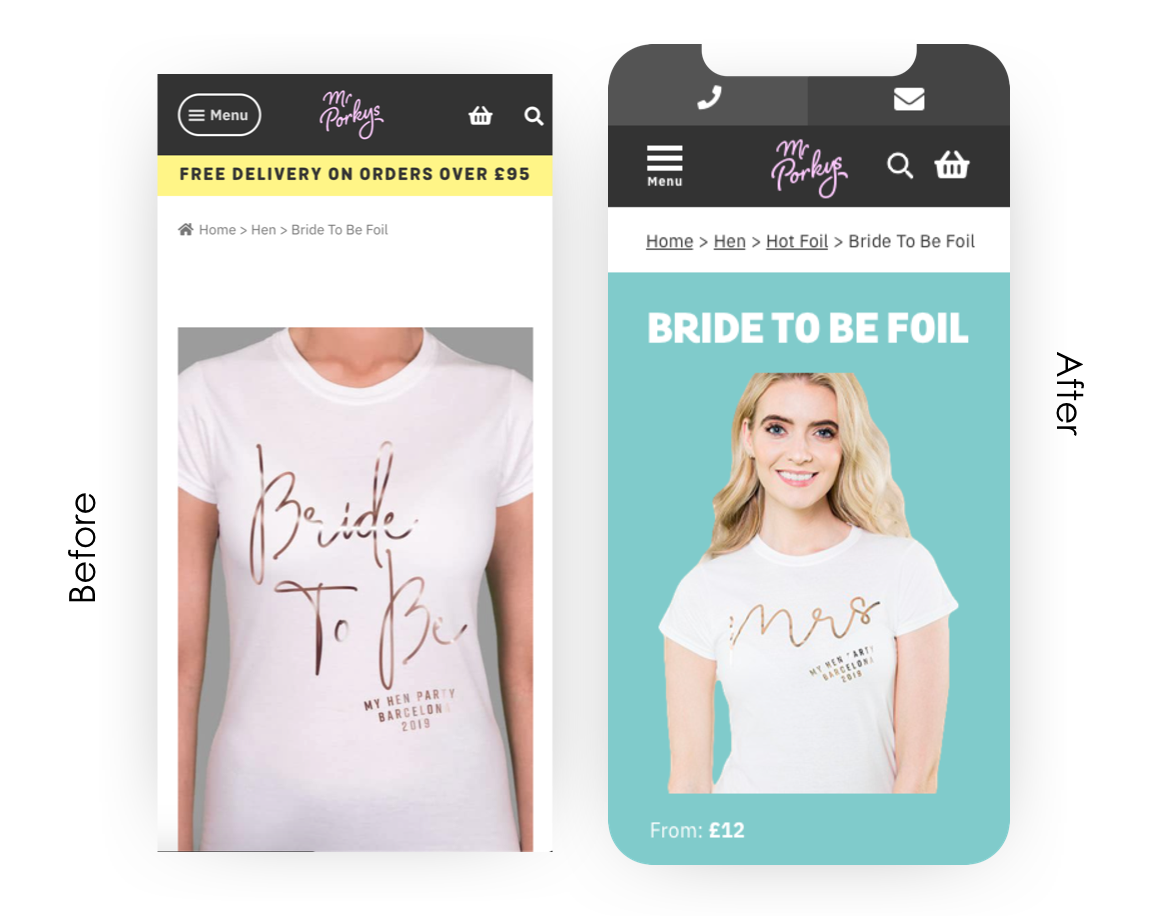 Before
Menu
Mr
Porkys
FREE DELIVERY ON ORDERS OVER £95
Home > Hen > Bride To Be Foil
Bride
To Be
MY HEN PARTY
BARCELONA
2019
Menu
Mr
Porkys
Home > Hen > Hot Foil > Bride To Be Foil
BRIDE TO BE FOIL
Mrs
MY HEN PARTY
BARCELONA
2019
From: £12
After